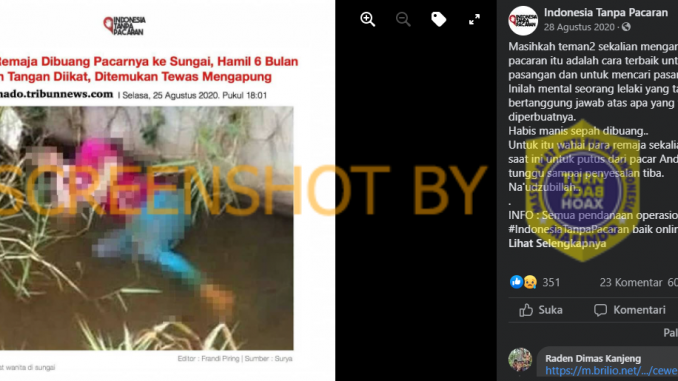 INDONESIA
TANPA
PACARAN
Remaja Dibuang Pacarnya ke Sungai, Hamil 6 Bulan
Tangan Diikat, Ditemukan Tewas Mengapung
nado.tribunnews.com | Selasa, 25 Agustus 2020. Pukul 18:01
SCREENSHOT BY
Editor : Frandi Piring | Sumber : Surya
at wanita di sungai
Indonesia Tanpa Pacaran
28 Agustus 2020
Masihkah teman2 sekalian mengan
pacaran itu adalah cara terbaik unt
pasangan dan untuk mencari pasar
Inilah mental seorang lelaki yang ta
bertanggung jawab atas apa yang
diperbuatnya.
Habis manis sepah dibuang..
Untuk itu wahai para remaja sekalia
saat ini untuk putus dari pacar And
tunggu sampai penyesalan tiba.
Na'udzubillah..
.
INFO : Semua pendanaan operasio
#IndonesiaTanpaPacaran baik onlin
Lihat Selengkapnya
TURN
BACK
HOAX
351
23 Komentar 60
Suka
Komentari
Pal
Raden Dimas Kanjeng
https://m.brilio.net/.../cewe